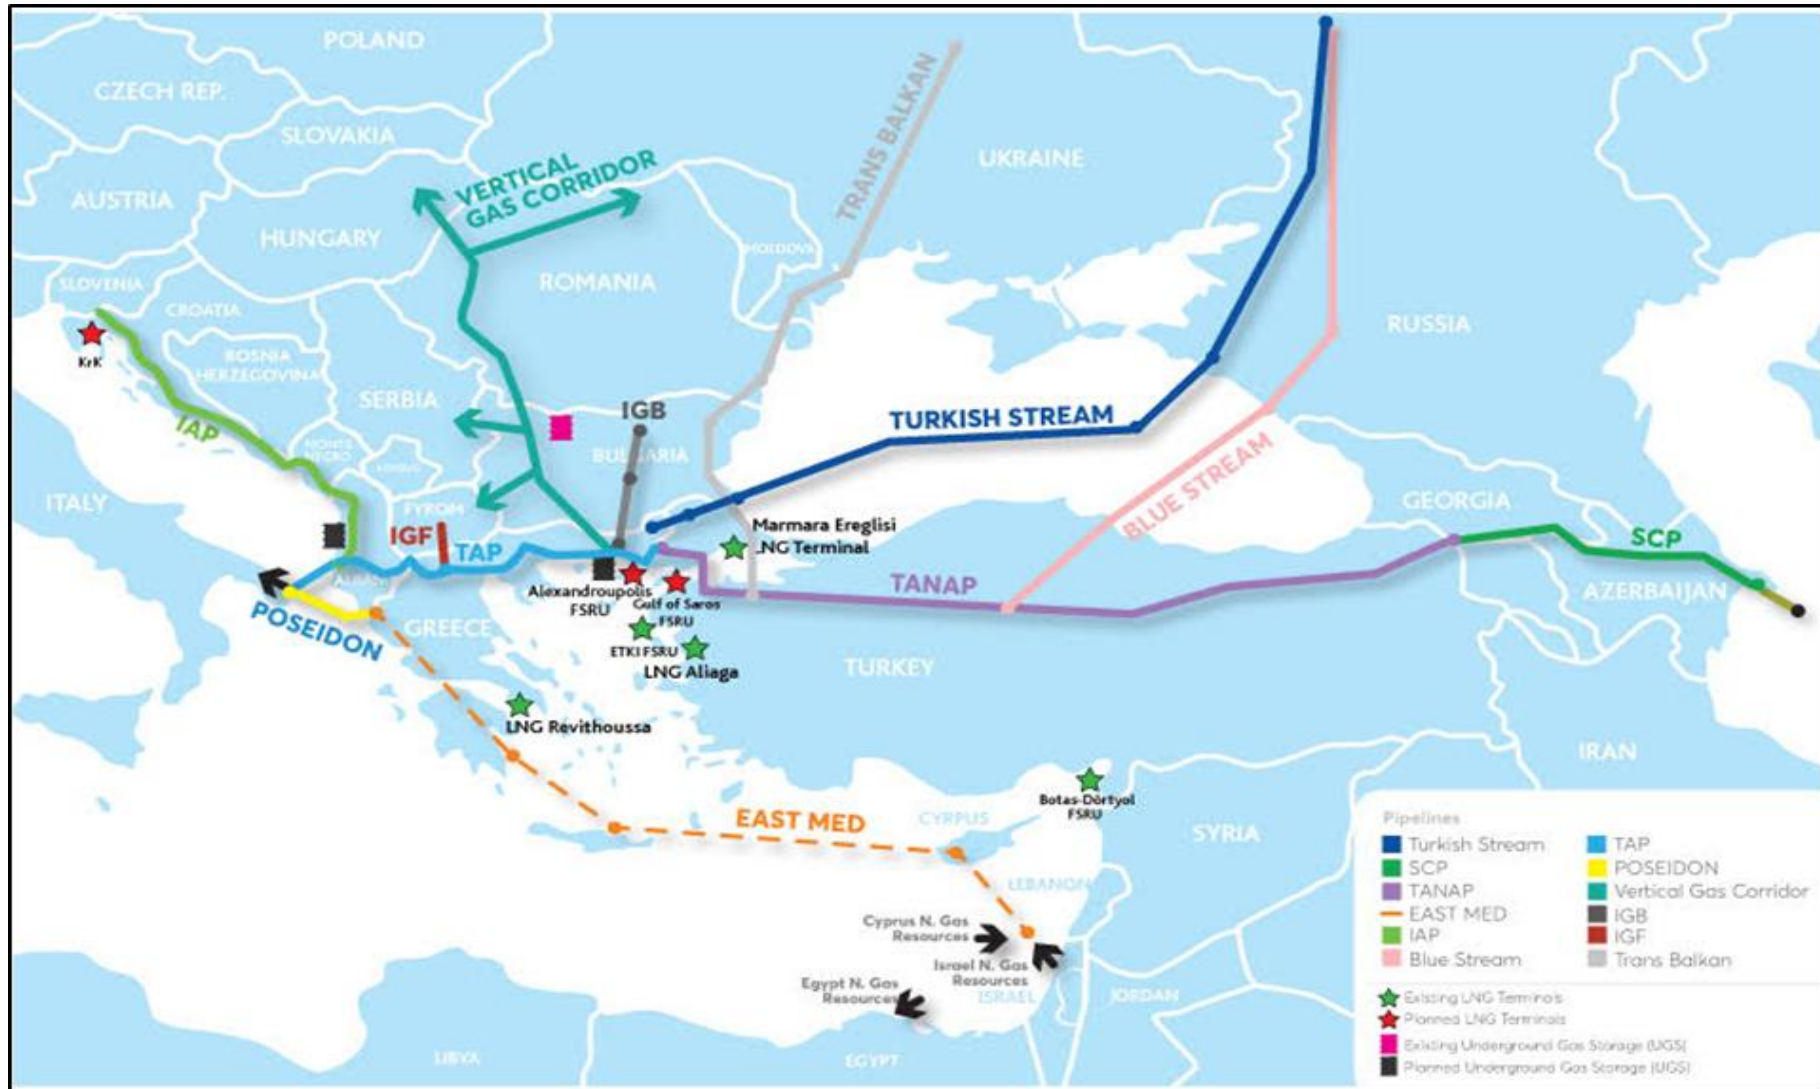 POLAND
CZECH REP.
SLOVAKIA
UKRAINE
TRANS BALKAN
VERTICAL
GAS CORRIDOR
AUSTRIA
HUNGARY
MOLDOVA
SLOVENIA
ROMANIA
CROATIA
RUSSIA
KrK
BOSNIA
HERZEGOVINA
SERBIA
IGB
TURKISH STREAM
IAP
MONTE
NEGRO
BULGARIA
BLUE STREAM
ITALY
FYROM
GEORGIA
IGF
TAP
Marmara Ereglisi
LNG Terminal
SCP
TANAP
AZERBAIJAN
Alexandroupolis
FSRU
Gulf of Saros
FSRU
POSEIDON
GREECE
ETKI FSRU
LNG Aliaga
TURKEY
LNG Revithoussa
IRAN
Botas-Dörtyol
FSRU
EAST MED
CYRPUS
SYRIA
LEBANON
Cyprus N. Gas
Resources
Israel N. Gas
Resources
Egypt N. Gas
Resources
ISRAEL
JORDAN
LIBYA
EGYPT
Pipelines
Turkish Stream
SCP
TANAP
EAST MED
IAP
Blue Stream
TAP
POSEIDON
Vertical Gas Corridor
IGB
IGF
Trans Balkan
Existing LNG Terminals
Planned LNG Terminals
Existing Underground Gas Storage (UGS)
Planned Underground Gas Storage (UGS)